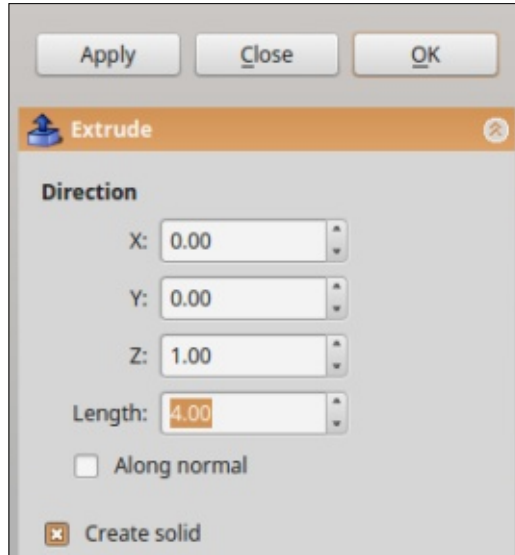 Apply Close OK
Extrude
Direction
X: 0.00
Y: 0.00
Z: 1.00
Length: 4.00
Along normal
Create solid